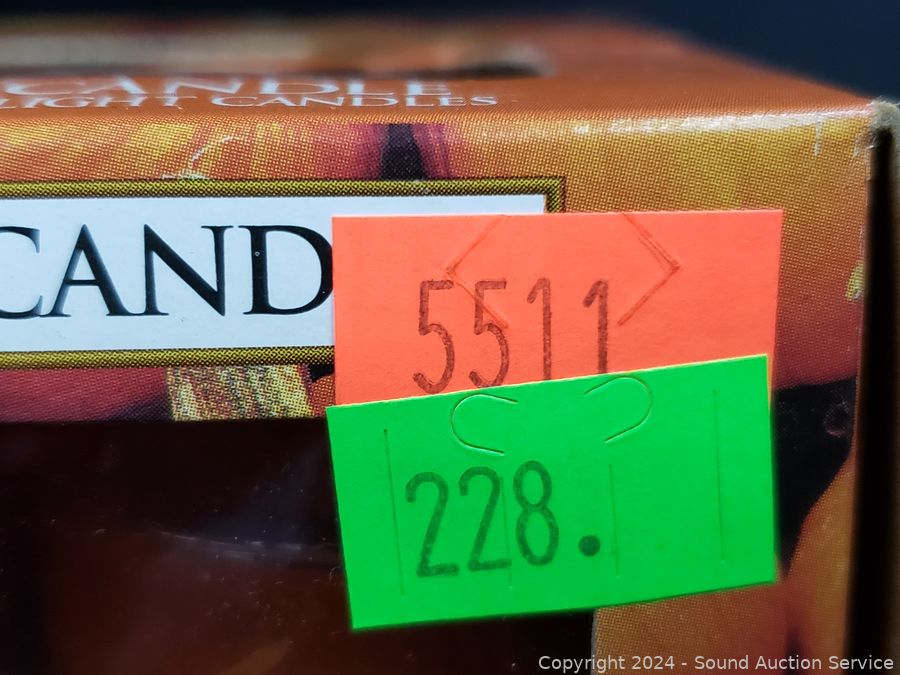 CANDLE
LIGHT CANDLES
CAND
5511
228.
Copyright 2024 - Sound Auction Service